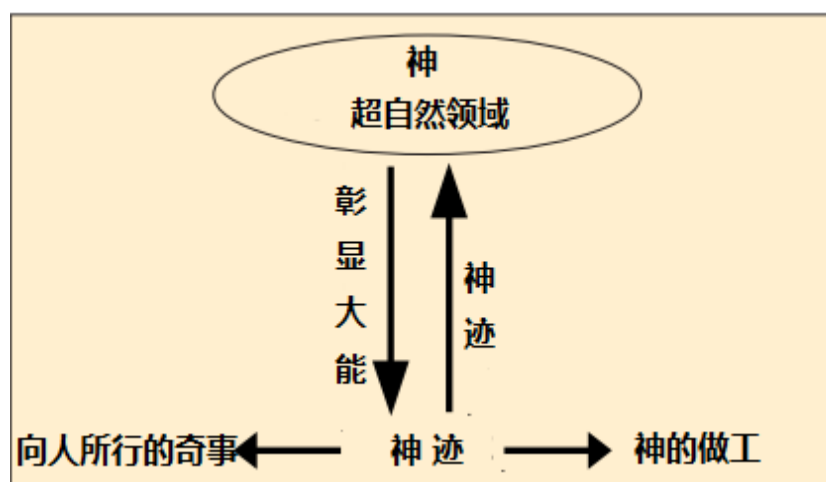 神
超自然领域
彰显大能
神迹
向人所行的奇事
神迹
神的做工